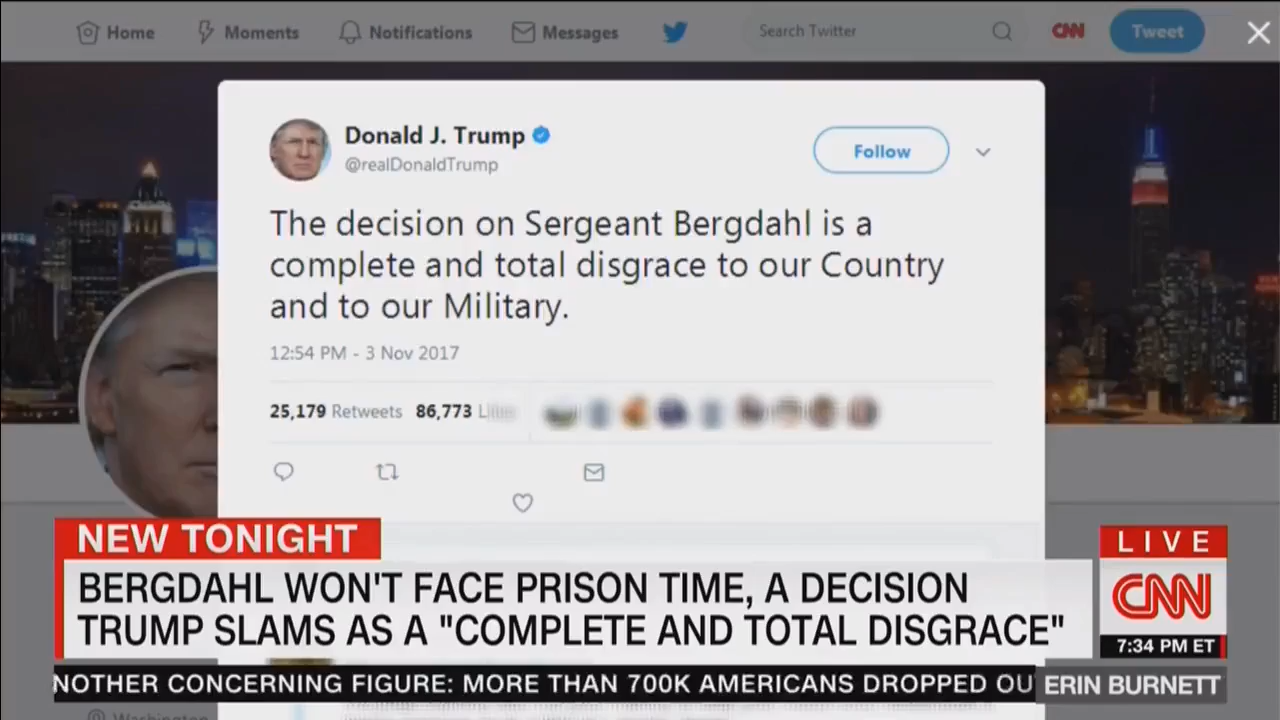 Home
Moments
Notifications
Messages
Search Twitter
CNN
Tweet
Donald J. Trump
@realDonaldTrump
Follow
The decision on Sergeant Bergdahl is a
complete and total disgrace to our Country
and to our Military.
12:54 PM - 3 Nov 2017
25,179 Retweets 86,773 Likes
NEW TONIGHT
BERGDAHL WON'T FACE PRISON TIME, A DECISION
TRUMP SLAMS AS A "COMPLETE AND TOTAL DISGRACE"
LIVE
CNN
7:34 PM ET
NOTHER CONCERNING FIGURE: MORE THAN 700K AMERICANS DROPPED OU
ERIN BURNETT
Washington